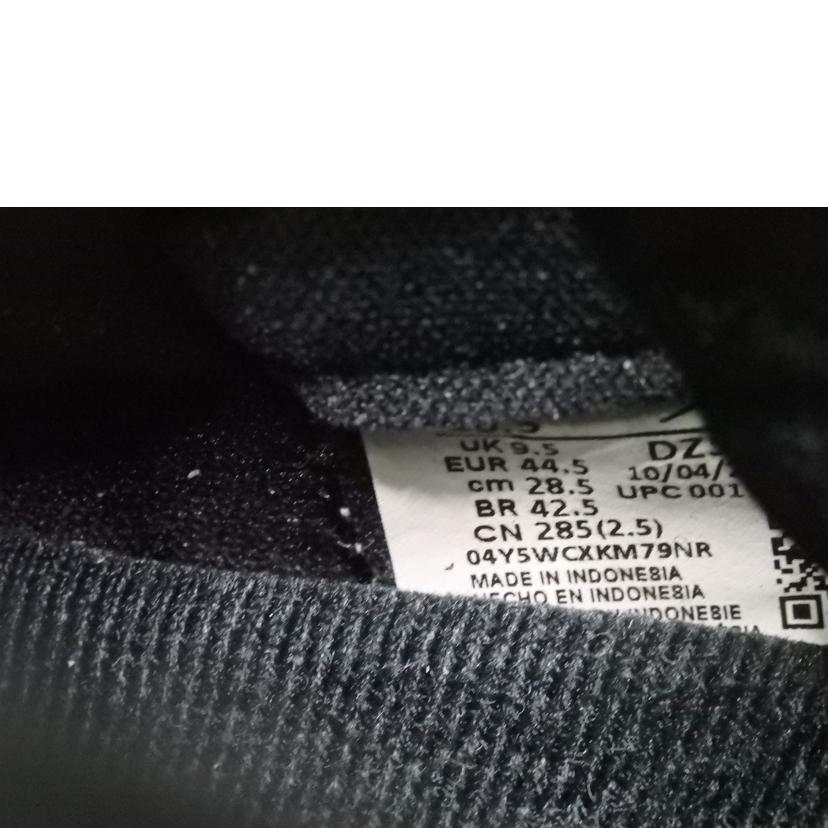 UK 9.5
EUR 44.5
cm 28.5
BR 42.5
CN 285(2.5)
04Y5WCXKM79NR
MADE IN INDONESIA
HECHO EN INDONESIA
INDONESIE
DZ
10/04/
UPC 001